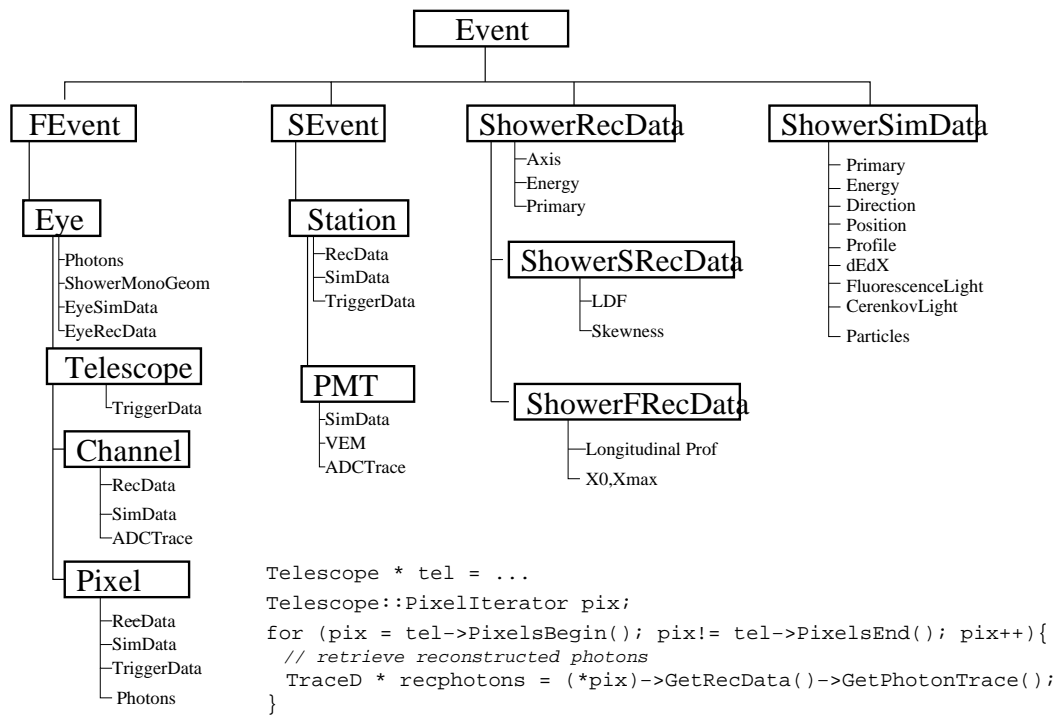 Event
FEvent
Eye
Photons
ShowerMonoGeom
EyeSimData
EyeRecData
Telescope
TriggerData
Channel
RecData
SimData
ADCTrace
Pixel
RecData
SimData
TriggerData
Photons
SEvent
Station
RecData
SimData
TriggerData
PMT
SimData
VEM
ADCTrace
ShowerRecData
Axis
Energy
Primary
ShowerSRecData
LDF
Skewness
ShowerFRecData
Longitudinal Prof
X0,Xmax
ShowerSimData
Primary
Energy
Direction
Position
Profile
dEdX
FluorescenceLight
CerenkovLight
Particles
Telescope * tel = ...
Telescope::PixelIterator pix;
for (pix = tel->PixelsBegin(); pix!= tel->PixelsEnd(); pix++){
// retrieve reconstructed photons
TraceD * recphotons = (*pix)->GetRecData()->GetPhotonTrace();
}